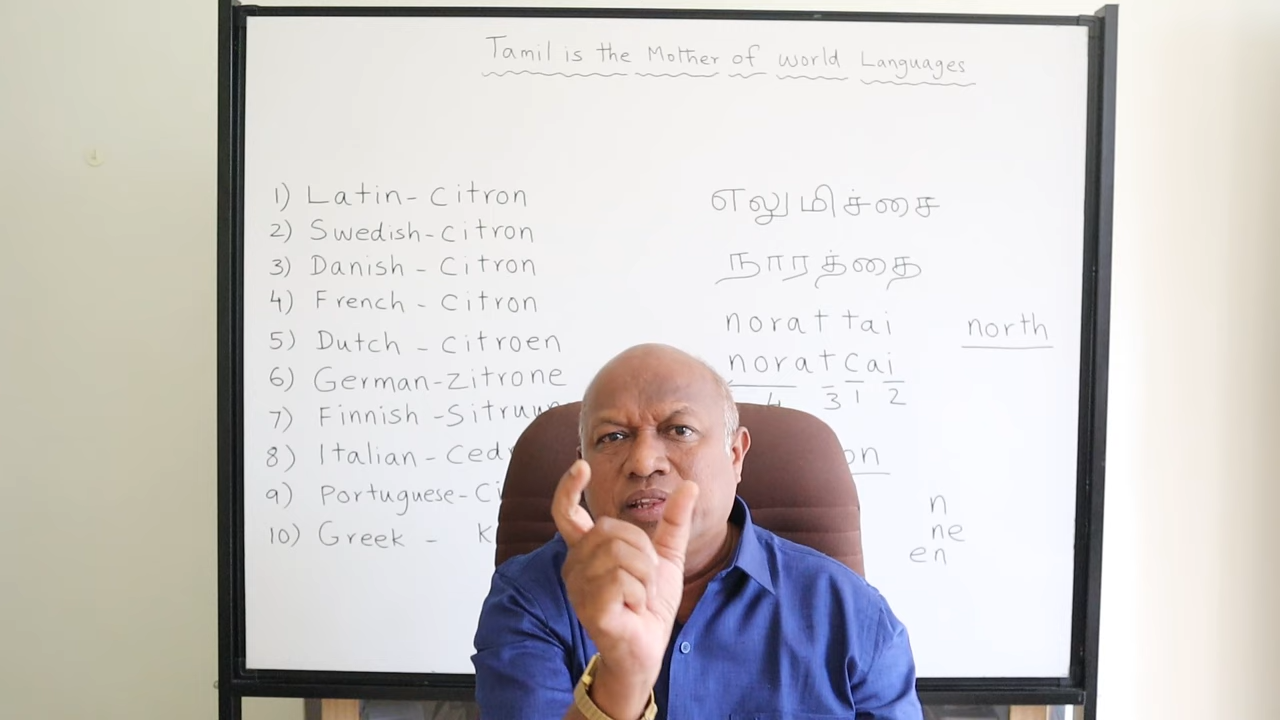 Tamil is the Mother of world Languages
1) Latin - citron
2) Swedish - citron
3) Danish - citron
4) French - citron
5) Dutch - citroen
6) German - zitrone
7) Finnish -
8) Italian -
9) Portuguese -
10) Greek -
எலுமிச்சை
நாரத்தை
norattai
north
noratcai
4 3 1 2
n
ne
en